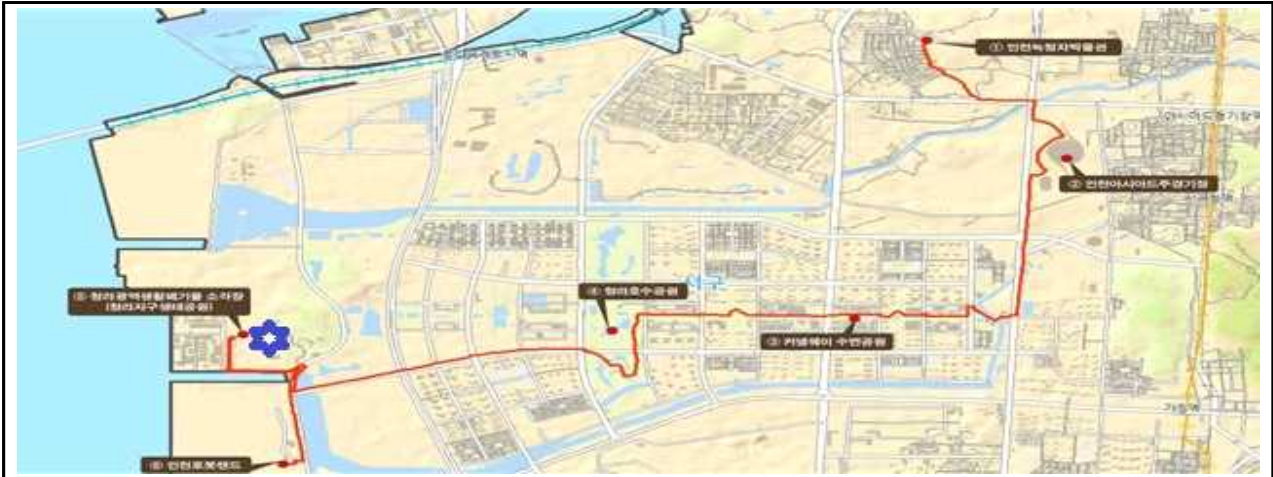 ① 인천녹청자박물관
② 인천아시아드주경기장
서구
④ 청라호수공원
⑤ 청라광역생활폐기물 소각장
(청라지구생태공원)
③ 커낼웨이 수변공원
가정역
⑥ 인천로봇랜드